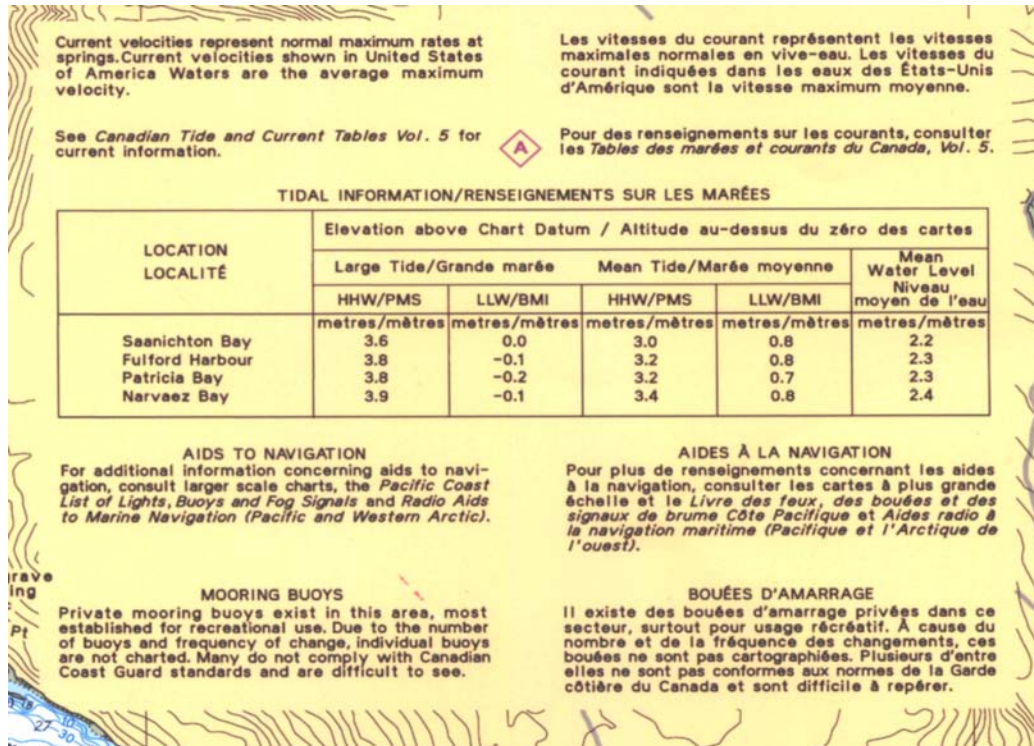 Current velocities represent normal maximum rates at
springs.Current velocities shown in United States
of America Waters are the average maximum
velocity.
Les vitesses du courant représentent les vitesses
maximales normales en vive-eau. Les vitesses du
courant indiquées dans les eaux des États-Unis
d'Amérique sont la vitesse maximum moyenne.
See Canadian Tide and Current Tables Vol. 5 for
current information.
A
Pour des renseignements sur les courants, consulter
les Tables des marées et courants du Canada, Vol. 5.
TIDAL INFORMATION/RENSEIGNEMENTS SUR LES MARÉES
LOCATION
LOCALITÉ
Elevation above Chart Datum / Altitude au-dessus du zéro des cartes
Large Tide/Grande marée Mean Tide/Marée moyenne
Mean
Water Level
Niveau
moyen de l'eau
HHW/PMS LLW/BMI HHW/PMS LLW/BMI
metres/mètres metres/mètres metres/mètres metres/mètres metres/mètres
Saanichton Bay 3.6 0.0 3.0 0.8 2.2
Fulford Harbour 3.8 -0.1 3.2 0.8 2.3
Patricia Bay 3.8 -0.2 3.2 0.7 2.3
Narvaez Bay 3.9 -0.1 3.4 0.8 2.4
AIDS TO NAVIGATION
For additional information concerning aids to navi-
gation, consult larger scale charts, the Pacific Coast
List of Lights, Buoys and Fog Signals and Radio Aids
to Marine Navigation (Pacific and Western Arctic).
AIDES À LA NAVIGATION
Pour plus de renseignements concernant les aides
à la navigation, consulter les cartes à plus grande
échelle et le Livre des feux, des bouées et des
signaux de brume Côte Pacifique et Aides radio à
la navigation maritime (Pacifique et l'Arctique de
l'ouest).
rave
ing
Pt
MOORING BUOYS
Private mooring buoys exist in this area, most
established for recreational use. Due to the number
of buoys and frequency of change, individual buoys
are not charted. Many do not comply with Canadian
Coast Guard standards and are difficult to see.
BOUÉES D'AMARRAGE
Il existe des bouées d'amarrage privées dans ce
secteur, surtout pour usage récréatif. À cause du
nombre et de la fréquence des changements, ces
bouées ne sont pas cartographiées. Plusieurs d'entre
elles ne sont pas conformes aux normes de la Garde
côtière du Canada et sont difficile à repérer.
10
27
30